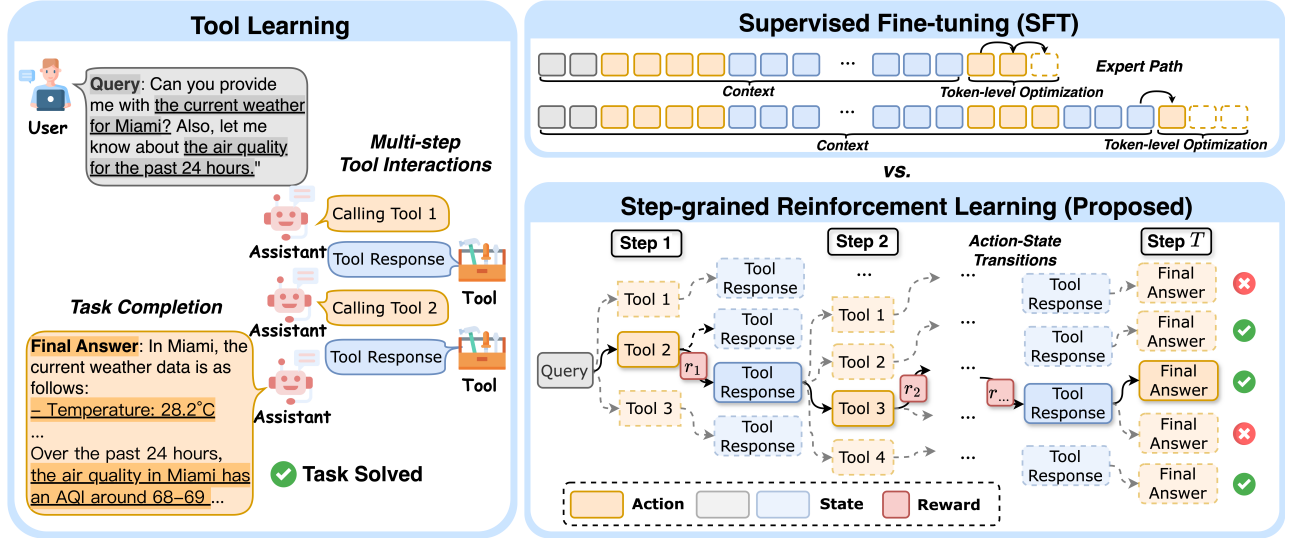 Tool Learning
User
Query: Can you provide
me with the current weather
for Miami? Also, let me
know about the air quality
for the past 24 hours."
Multi-step
Tool Interactions
Calling Tool 1
Assistant
Tool Response
Tool
Calling Tool 2
Assistant
Tool Response
Tool
Assistant
Task Completion
Final Answer: In Miami, the
current weather data is as
follows:
– Temperature: 28.2°C
...
Over the past 24 hours,
the air quality in Miami has
an AQI around 68–69 ...
Task Solved
Supervised Fine-tuning (SFT)
...
Expert Path
Context
Token-level Optimization
...
Context
Token-level Optimization
vs.
Step-grained Reinforcement Learning (Proposed)
Step 1
Step 2
Action-State
Transitions
Step T
Query
Tool 1
Tool 2
Tool 3
Tool
Response
Tool
Response
Tool
Response
Tool
Response
r1
...
Tool 1
Tool 2
Tool 3
Tool 4
r2
...
...
...
...
...
r...
Tool
Response
Tool
Response
Tool
Response
Tool
Response
Final
Answer
Final
Answer
Final
Answer
Final
Answer
Final
Answer
Action
State
Reward